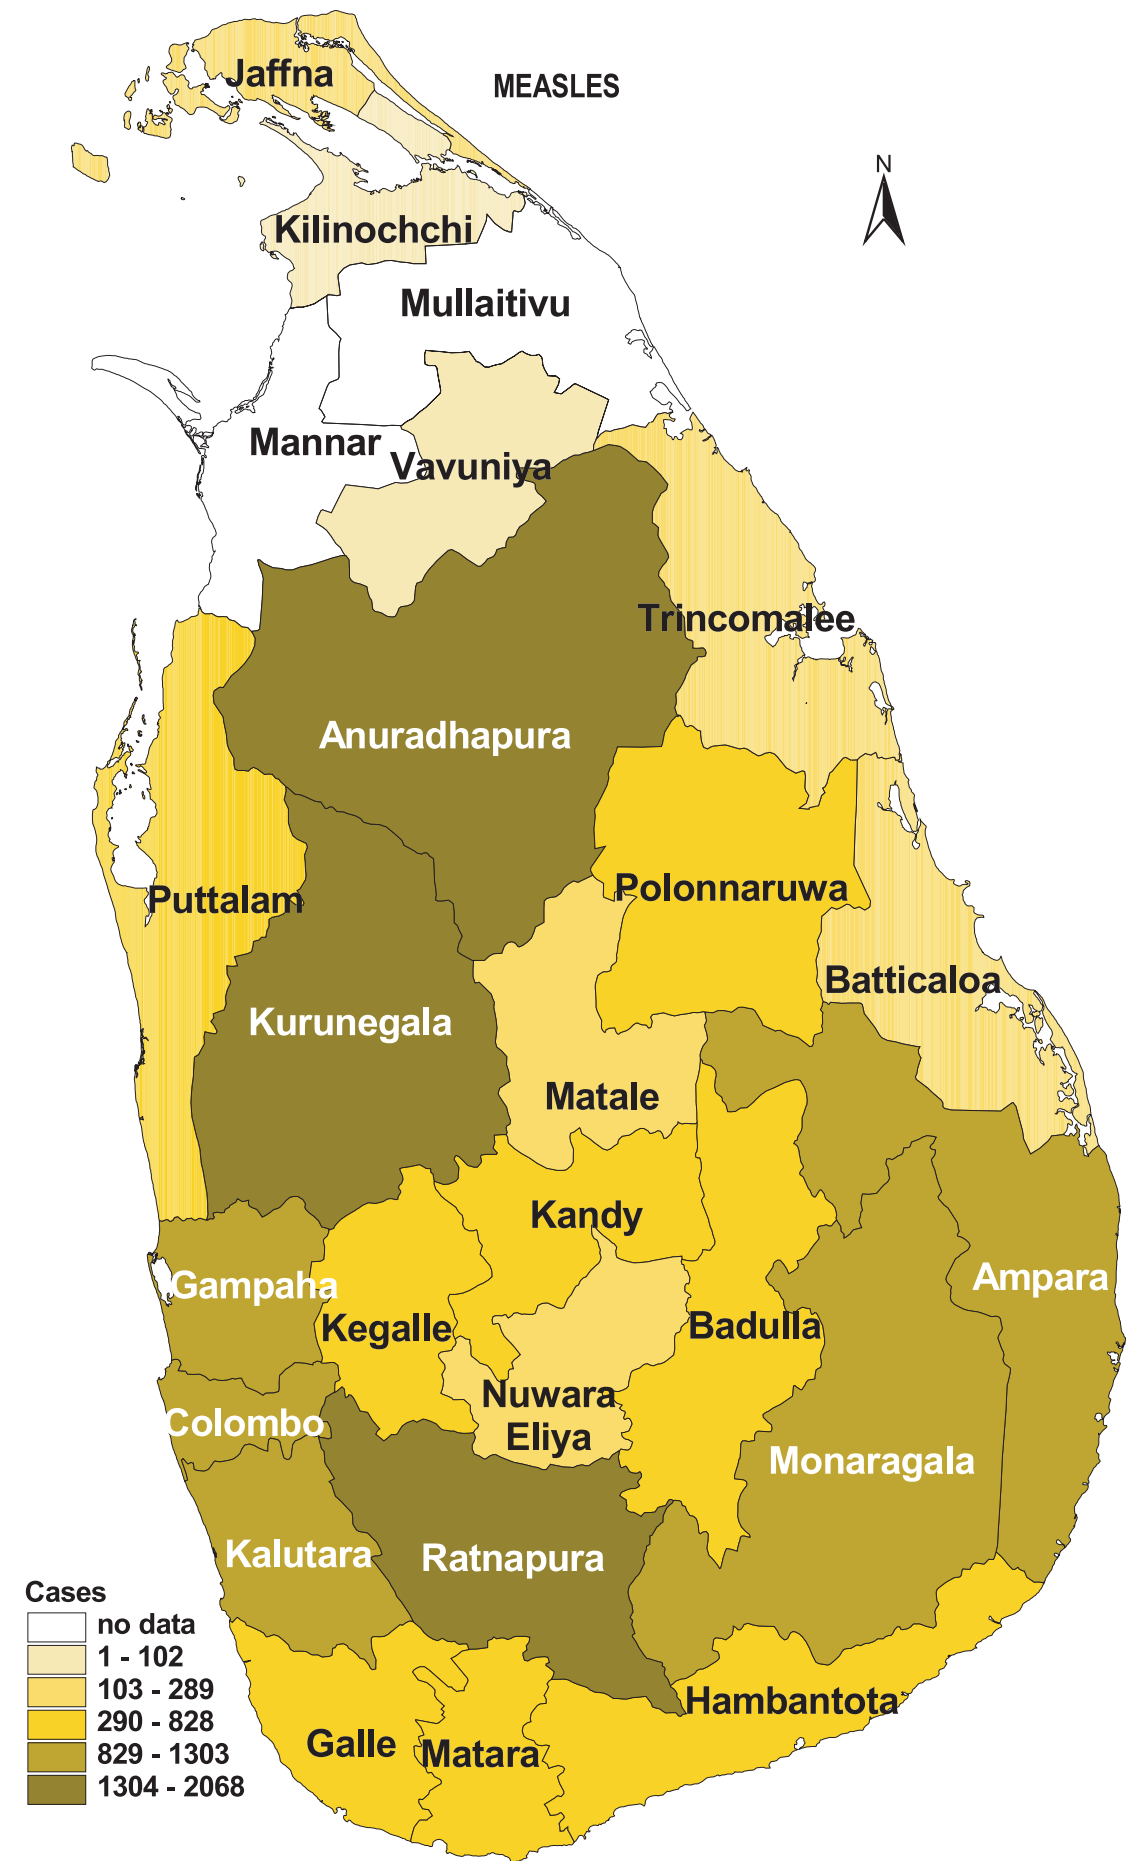 Jaffna
MEASLES
N
Kilinochchi
Mullaitivu
Mannar
Vavuniya
Trincomalee
Anuradhapura
Polonnaruwa
Puttalam
Batticaloa
Kurunegala
Matale
Kandy
Gampaha
Ampara
Kegalle
Badulla
Nuwara
Eliya
Colombo
Monaragala
Kalutara
Ratnapura
Hambantota
Galle
Matara
Cases
no data
1 - 102
103 - 289
290 - 828
829 - 1303
1304 - 2068